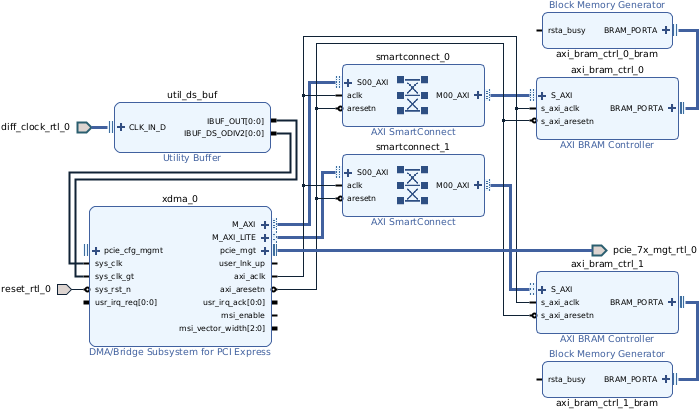 Block Memory Generator
rsta_busy
BRAM_PORTA
axi_bram_ctrl_0_bram
smartconnect_0
S00_AXI
aclk
aresetn
M00_AXI
AXI SmartConnect
axi_bram_ctrl_0
S_AXI
s_axi_aclk
s_axi_aresetn
BRAM_PORTA
AXI BRAM Controller
util_ds_buf
diff_clock_rtl_0
CLK_IN_D
IBUF_OUT[0:0]
IBUF_DS_ODIV2[0:0]
Utility Buffer
smartconnect_1
S00_AXI
aclk
aresetn
M00_AXI
AXI SmartConnect
xdma_0
reset_rtl_0
pcie_cfg_mgmt
sys_clk
sys_clk_gt
sys_rst_n
usr_irq_req[0:0]
M_AXI
M_AXI_LITE
pcie_mgt
user_lnk_up
axi_aclk
axi_aresetn
usr_irq_ack[0:0]
msi_enable
msi_vector_width[2:0]
DMA/Bridge Subsystem for PCI Express
pcie_7x_mgt_rtl_0
axi_bram_ctrl_1
S_AXI
s_axi_aclk
s_axi_aresetn
BRAM_PORTA
AXI BRAM Controller
Block Memory Generator
rsta_busy
BRAM_PORTA
axi_bram_ctrl_1_bram